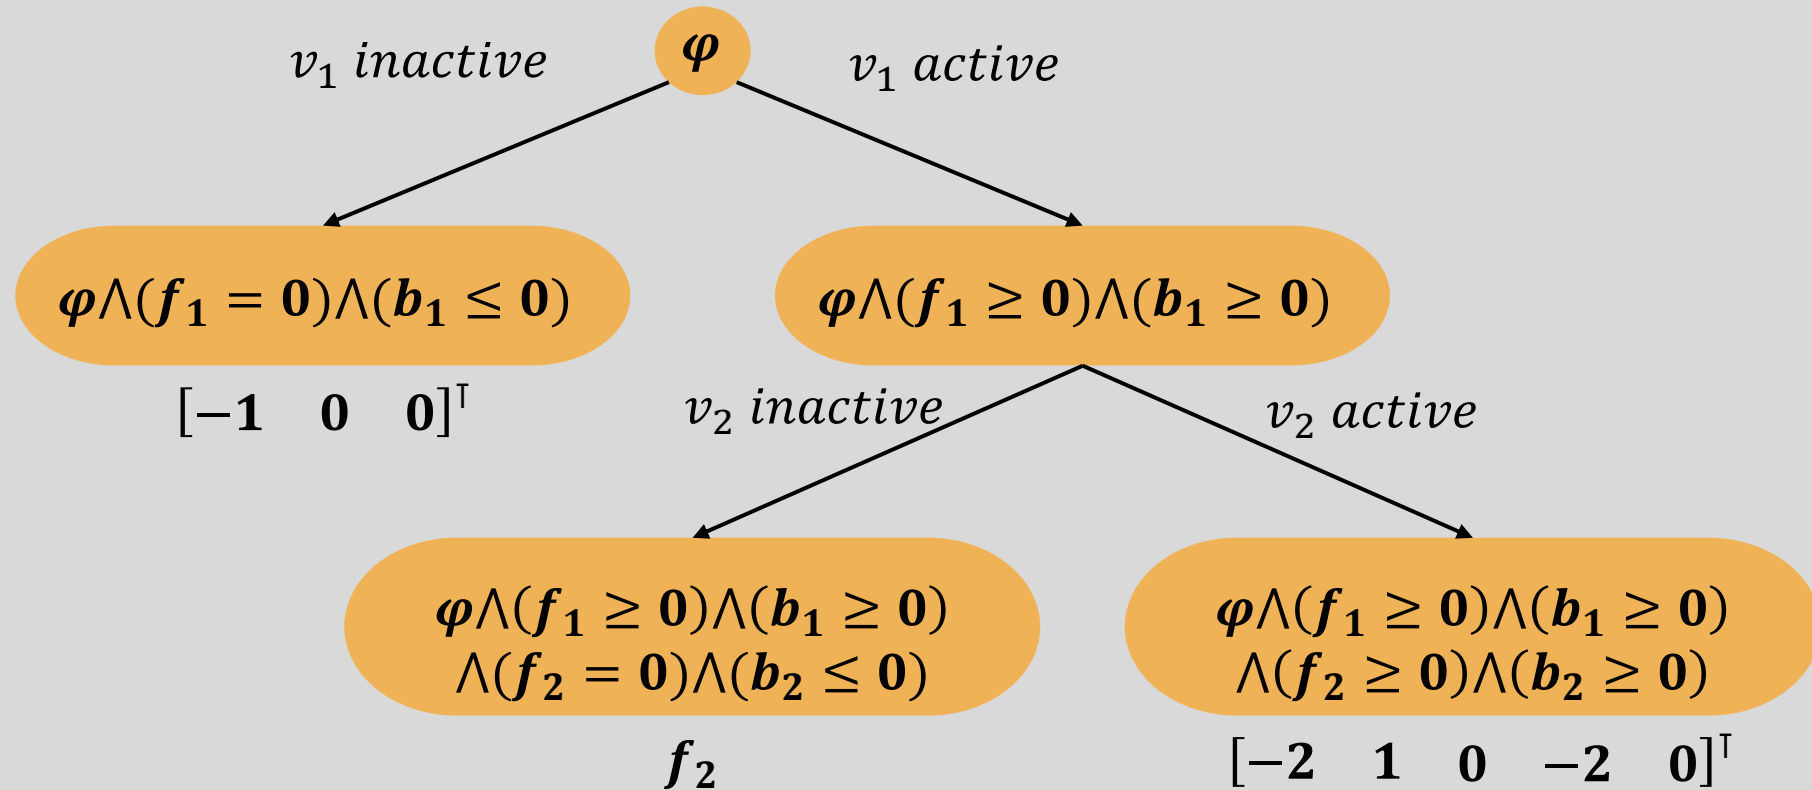 φ
v₁ inactive
v₁ active
φ⋀(f₁ = 0)⋀(b₁ ≤ 0)
φ⋀(f₁ ≥ 0)⋀(b₁ ≥ 0)
[−1 0 0]ᵀ
v₂ inactive
v₂ active
φ⋀(f₁ ≥ 0)⋀(b₁ ≥ 0)
⋀(f₂ = 0)⋀(b₂ ≤ 0)
φ⋀(f₁ ≥ 0)⋀(b₁ ≥ 0)
⋀(f₂ ≥ 0)⋀(b₂ ≥ 0)
f₂
[−2 1 0 −2 0]ᵀ